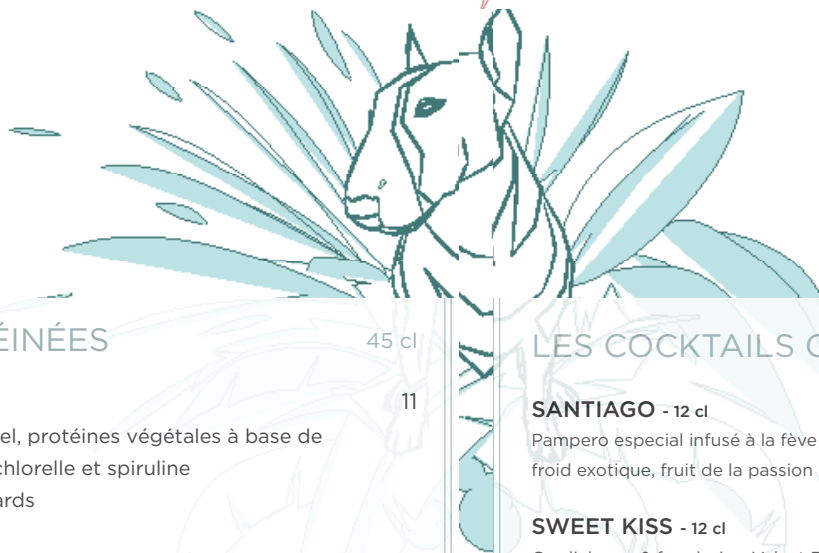 ÉINÉES 45 cl
11
el, protéines végétales à base de
chlorelle et spiruline
ards
LES COCKTAILS
SANTIAGO - 12 cl
Pampero especial infusé à la fève
froid exotique, fruit de la passion
SWEET KISS - 12 cl